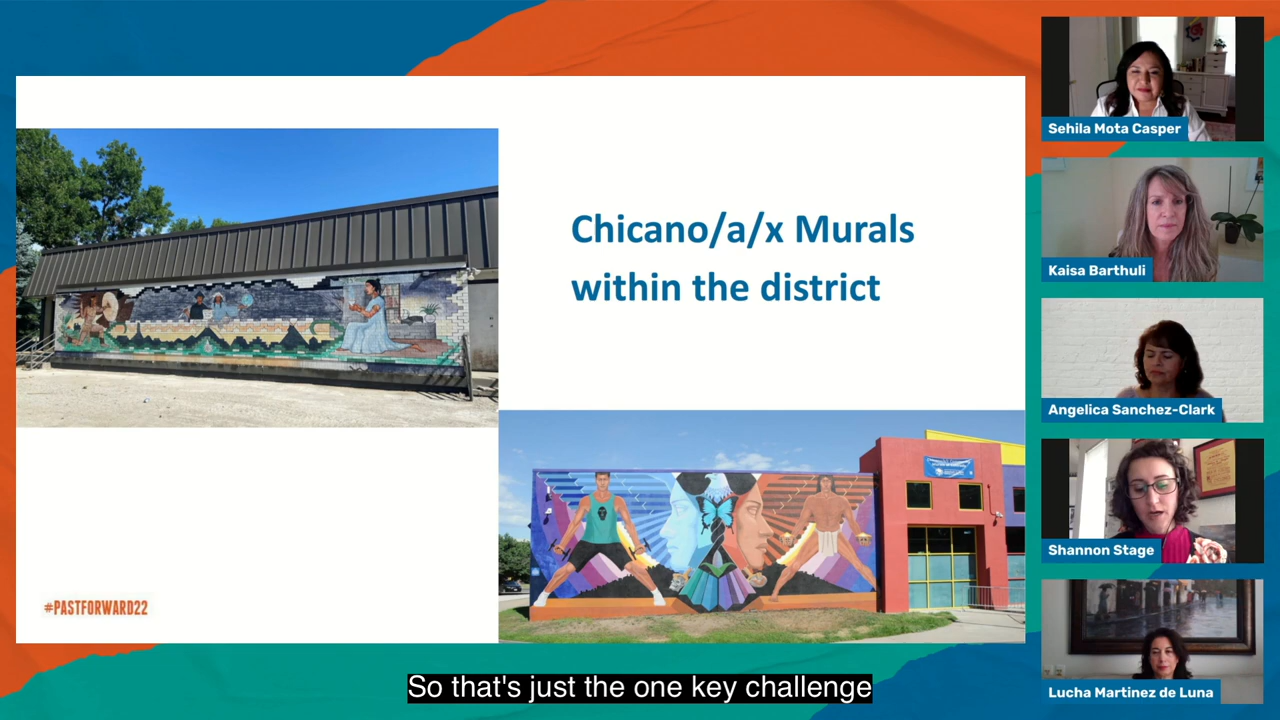 Chicano/a/x Murals
within the district
#PASTFORWARD22
Sehila Mota Casper
Kaisa Barthuli
Angelica Sanchez-Clark
Shannon Stage
Lucha Martinez de Luna
So that's just the one key challenge